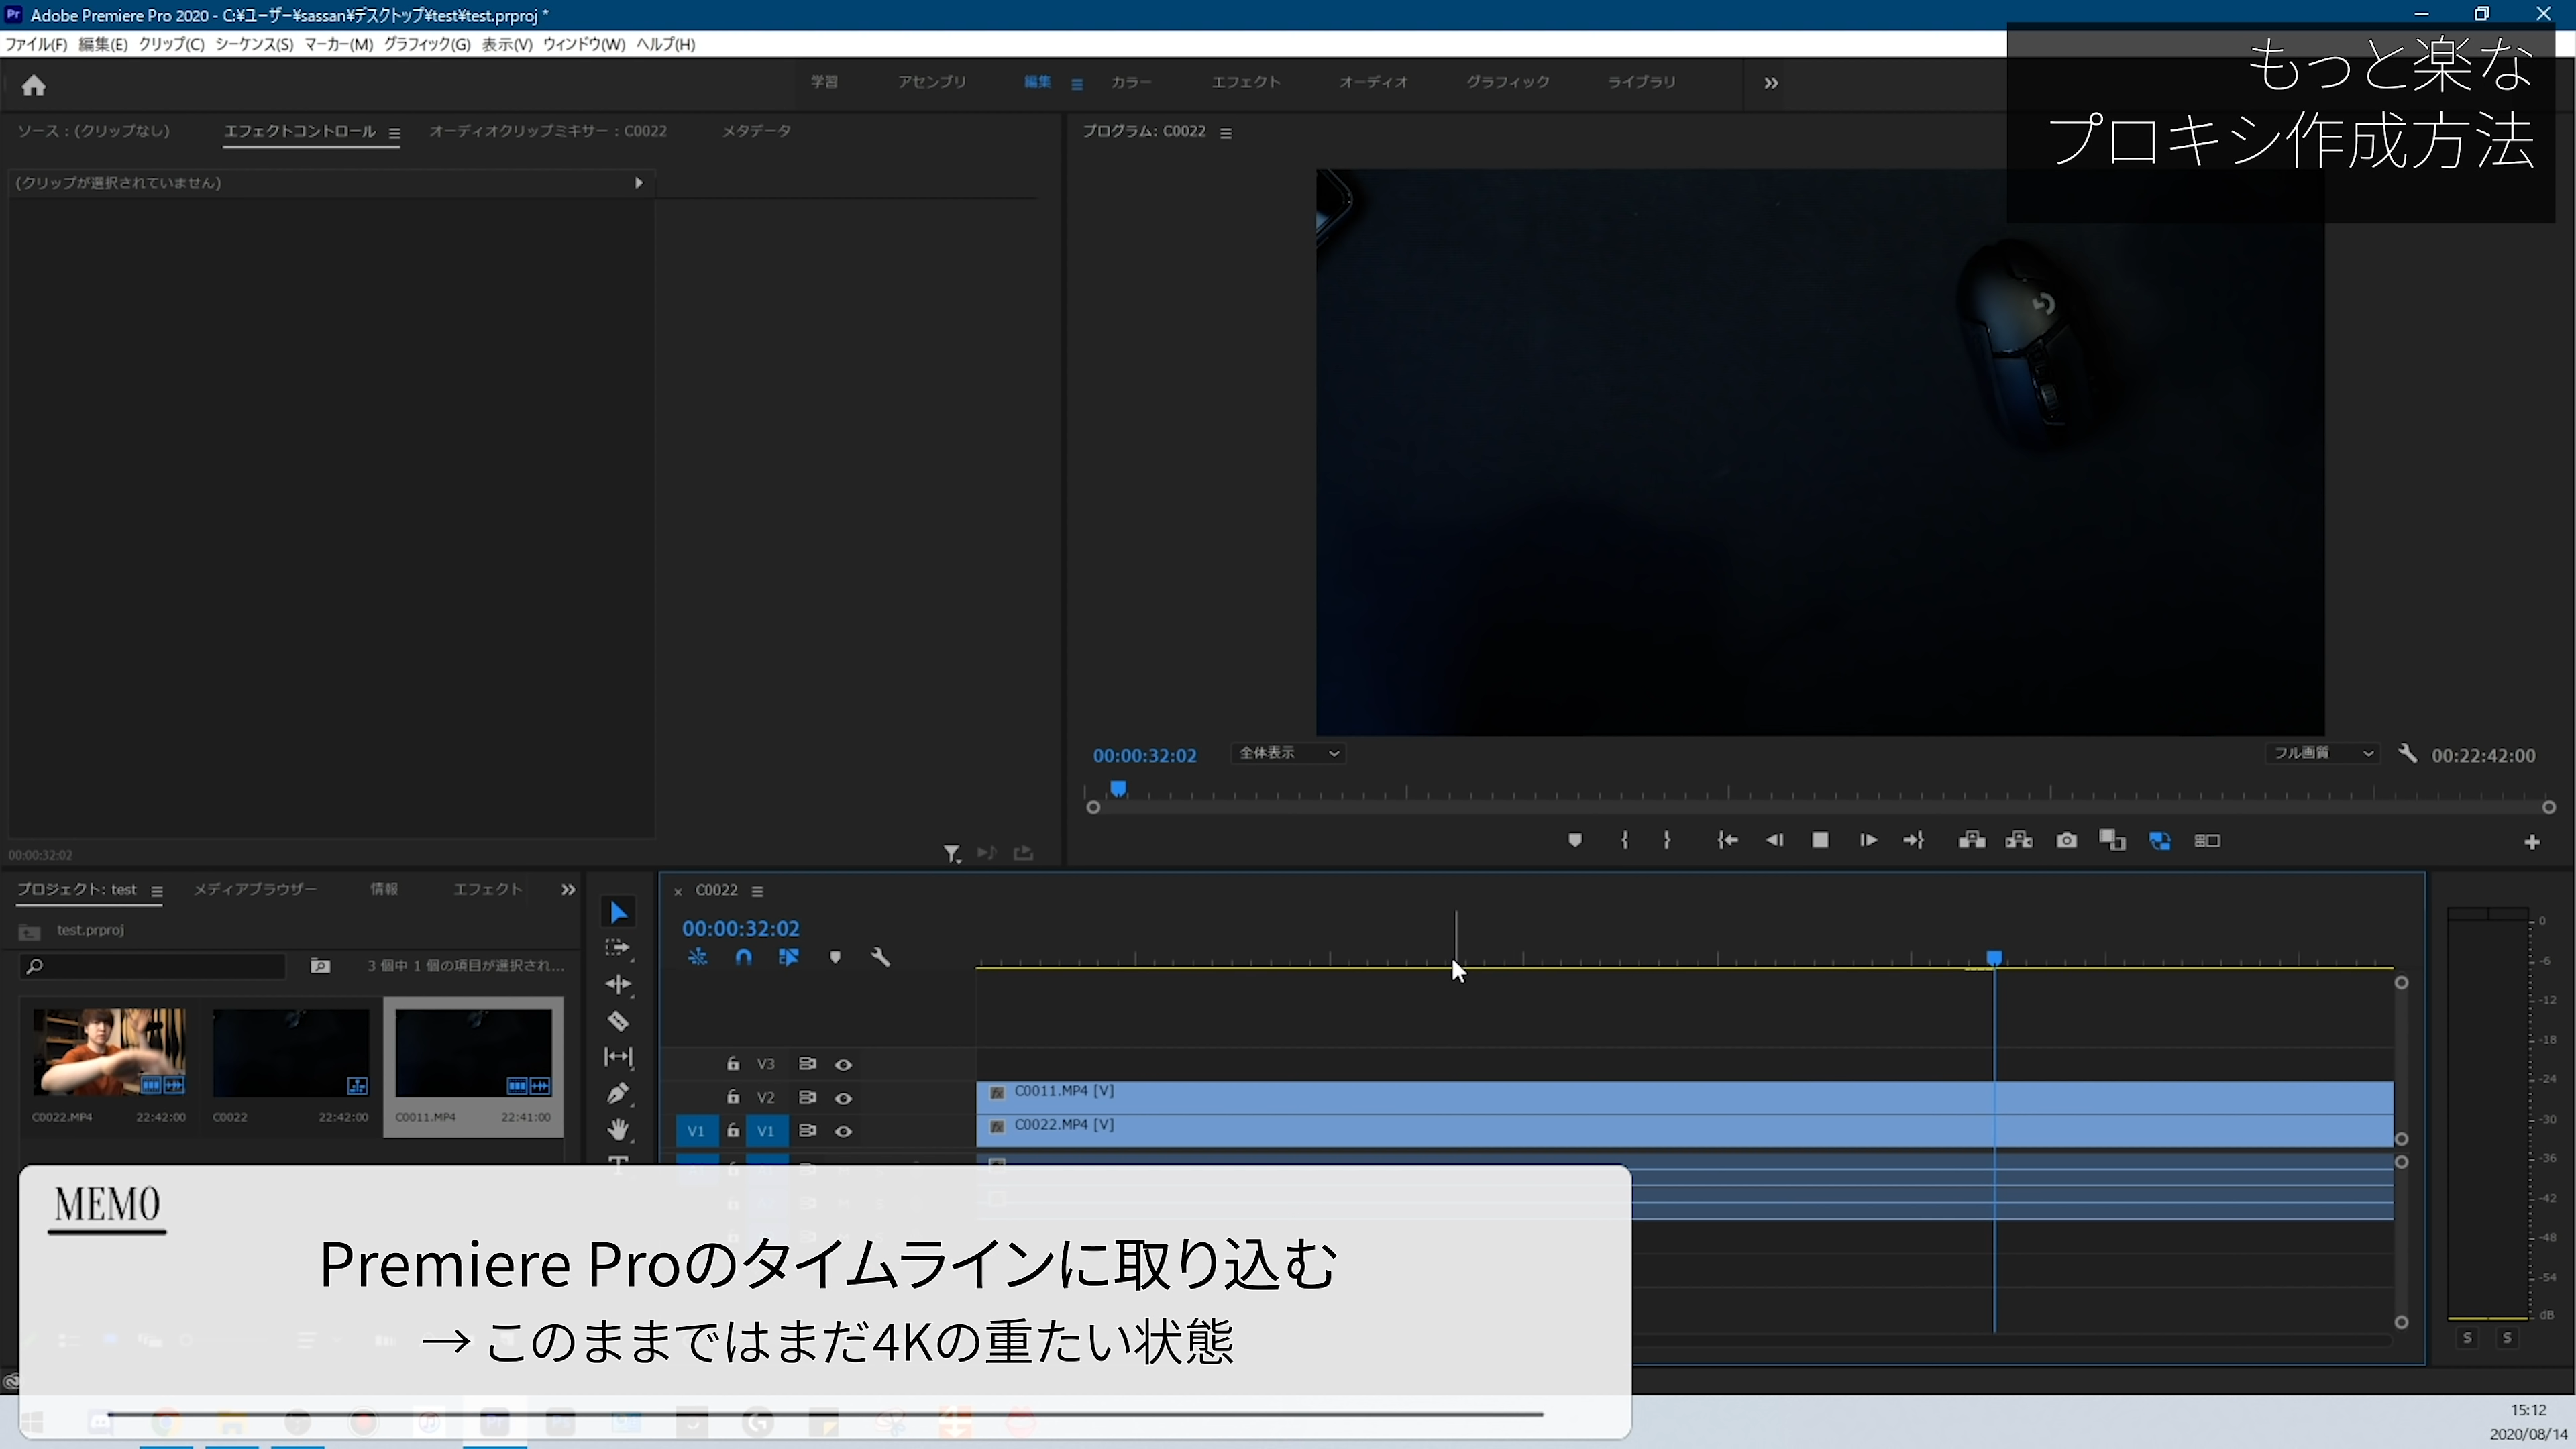 Adobe Premiere Pro 2020 - C:¥ユーザー¥sassan¥デスクトップ¥test¥test.prproj *
ファイル(F) 編集(E) クリップ(C) シーケンス(S) マーカー(M) グラフィック(G) 表示(V) ウィンドウ(W) ヘルプ(H)
もっと楽な
プロキシ作成方法
学習 アセンブリ 編集 カラー エフェクト オーディオ グラフィック ライブラリ
ソース：(クリップなし) エフェクトコントロール オーディオクリップミキサー：C0022 メタデータ
プログラム: C0022
(クリップが選択されていません)
00:00:32:02 全体表示 フル画質 00:22:42:00
00:00:32:02
プロジェクト: test メディアブラウザー 情報 エフェクト
test.prproj
3 個中 1 個の項目が選択され...
C0022.MP4 22:42:00
C0022 22:42:00
C0011.MP4 22:41:00
× C0022
00:00:32:02
V3
V2 C0011.MP4 [V]
V1 V1 C0022.MP4 [V]
0
-6
-12
-18
-24
-30
-36
-42
-48
-54
dB
S S
MEMO
Premiere Proのタイムラインに取り込む
→ このままではまだ4Kの重たい状態
15:12
2020/08/14